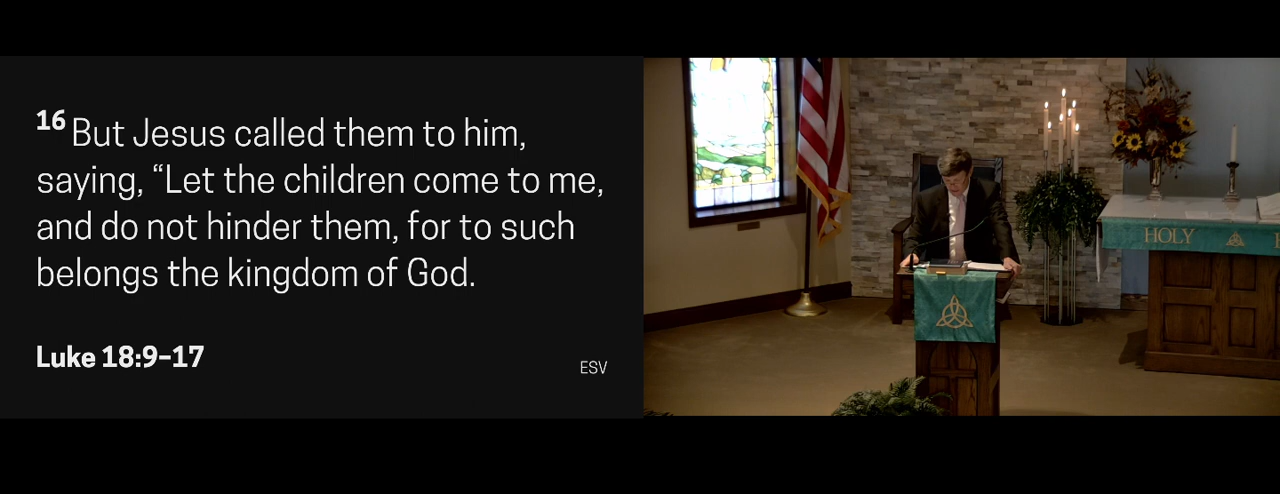 16 But Jesus called them to him,
saying, “Let the children come to me,
and do not hinder them, for to such
belongs the kingdom of God.
Luke 18:9–17
ESV
HOLY